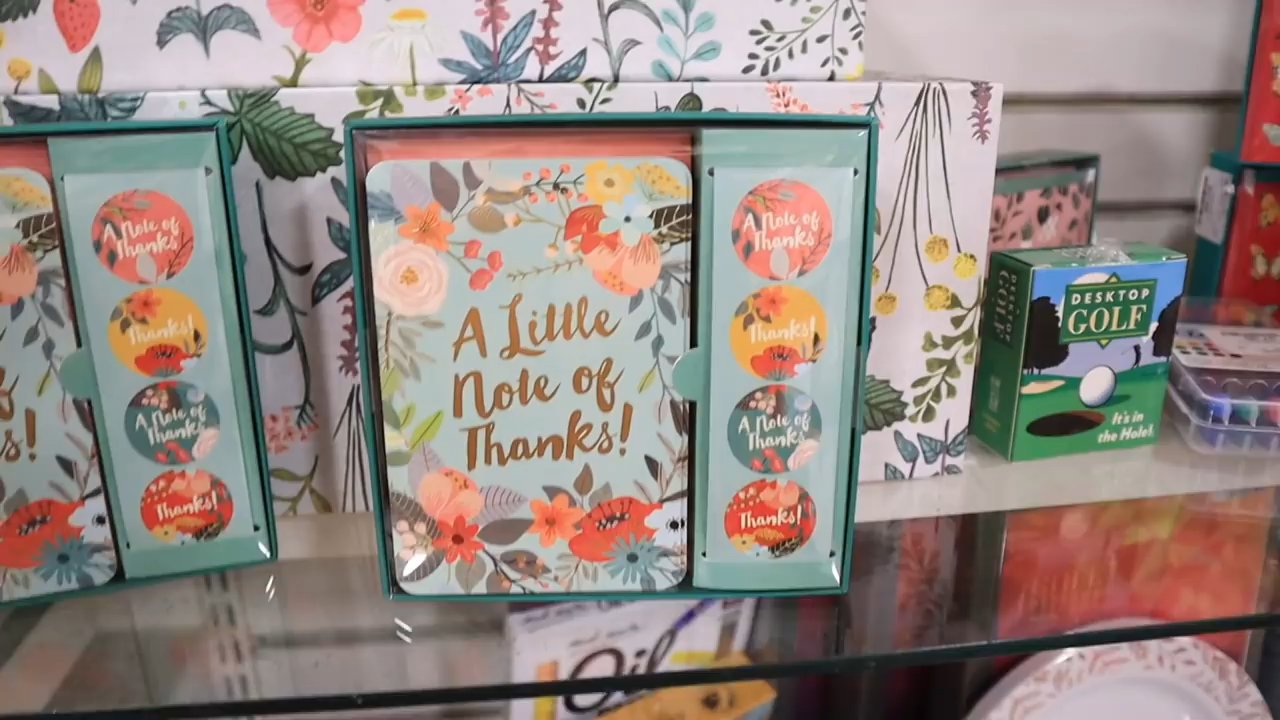 s!
A Note of
Thanks
Thanks!
A Note of
Thanks
Thanks!
A Little
Note of
Thanks!
A Note of
Thanks
Thanks!
A Note of
Thanks
Thanks!
DESKTOP
GOLF
DESKTOP
GOLF
It's in
the Hole!
Oil